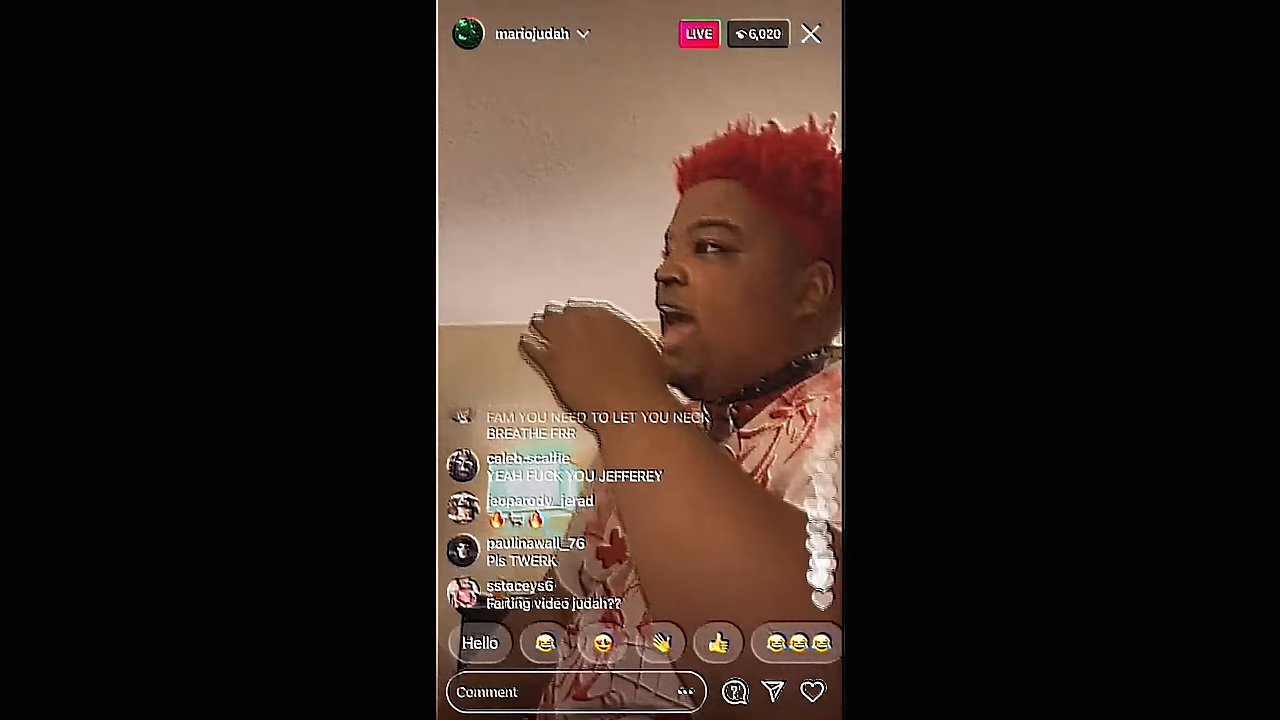 mariojudah
LIVE
6,020
FAM YOU NEED TO LET YOU NECK
BREATHE FRR
caleb.scalfie
YEAH FUCK YOU JEFFEREY
jeoparody_jerad
paulinawall_76
Pls TWERK
sstaceys6
Farting video judah??
Hello
Comment